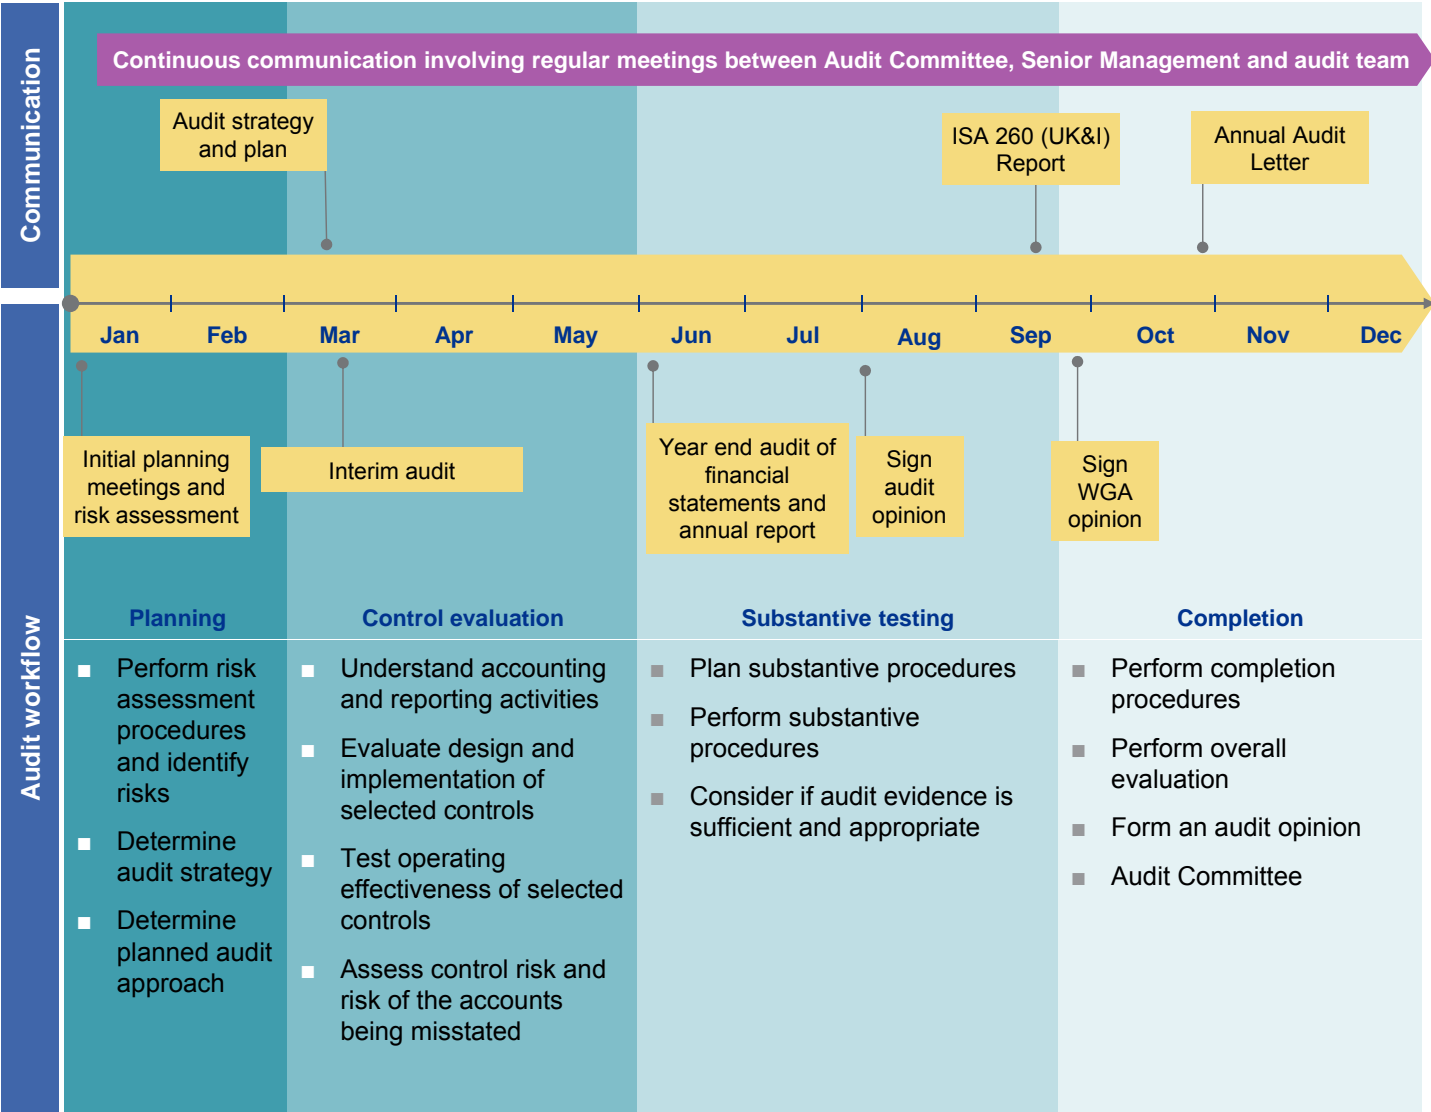 Communication
Continuous communication involving regular meetings between Audit Committee, Senior Management and audit team
Audit strategy
and plan
ISA 260 (UK&I)
Report
Annual Audit
Letter
Jan
Feb
Mar
Apr
May
Jun
Jul
Aug
Sep
Oct
Nov
Dec
Audit workflow
Initial planning
meetings and
risk assessment
Interim audit
Year end audit of
financial
statements and
annual report
Sign
audit
opinion
Sign
WGA
opinion
Planning
■ Perform risk
assessment
procedures
and identify
risks
■ Determine
audit strategy
■ Determine
planned audit
approach
Control evaluation
■ Understand accounting
and reporting activities
■ Evaluate design and
implementation of
selected controls
■ Test operating
effectiveness of selected
controls
■ Assess control risk and
risk of the accounts
being misstated
Substantive testing
■ Plan substantive procedures
■ Perform substantive
procedures
■ Consider if audit evidence is
sufficient and appropriate
Completion
■ Perform completion
procedures
■ Perform overall
evaluation
■ Form an audit opinion
■ Audit Committee